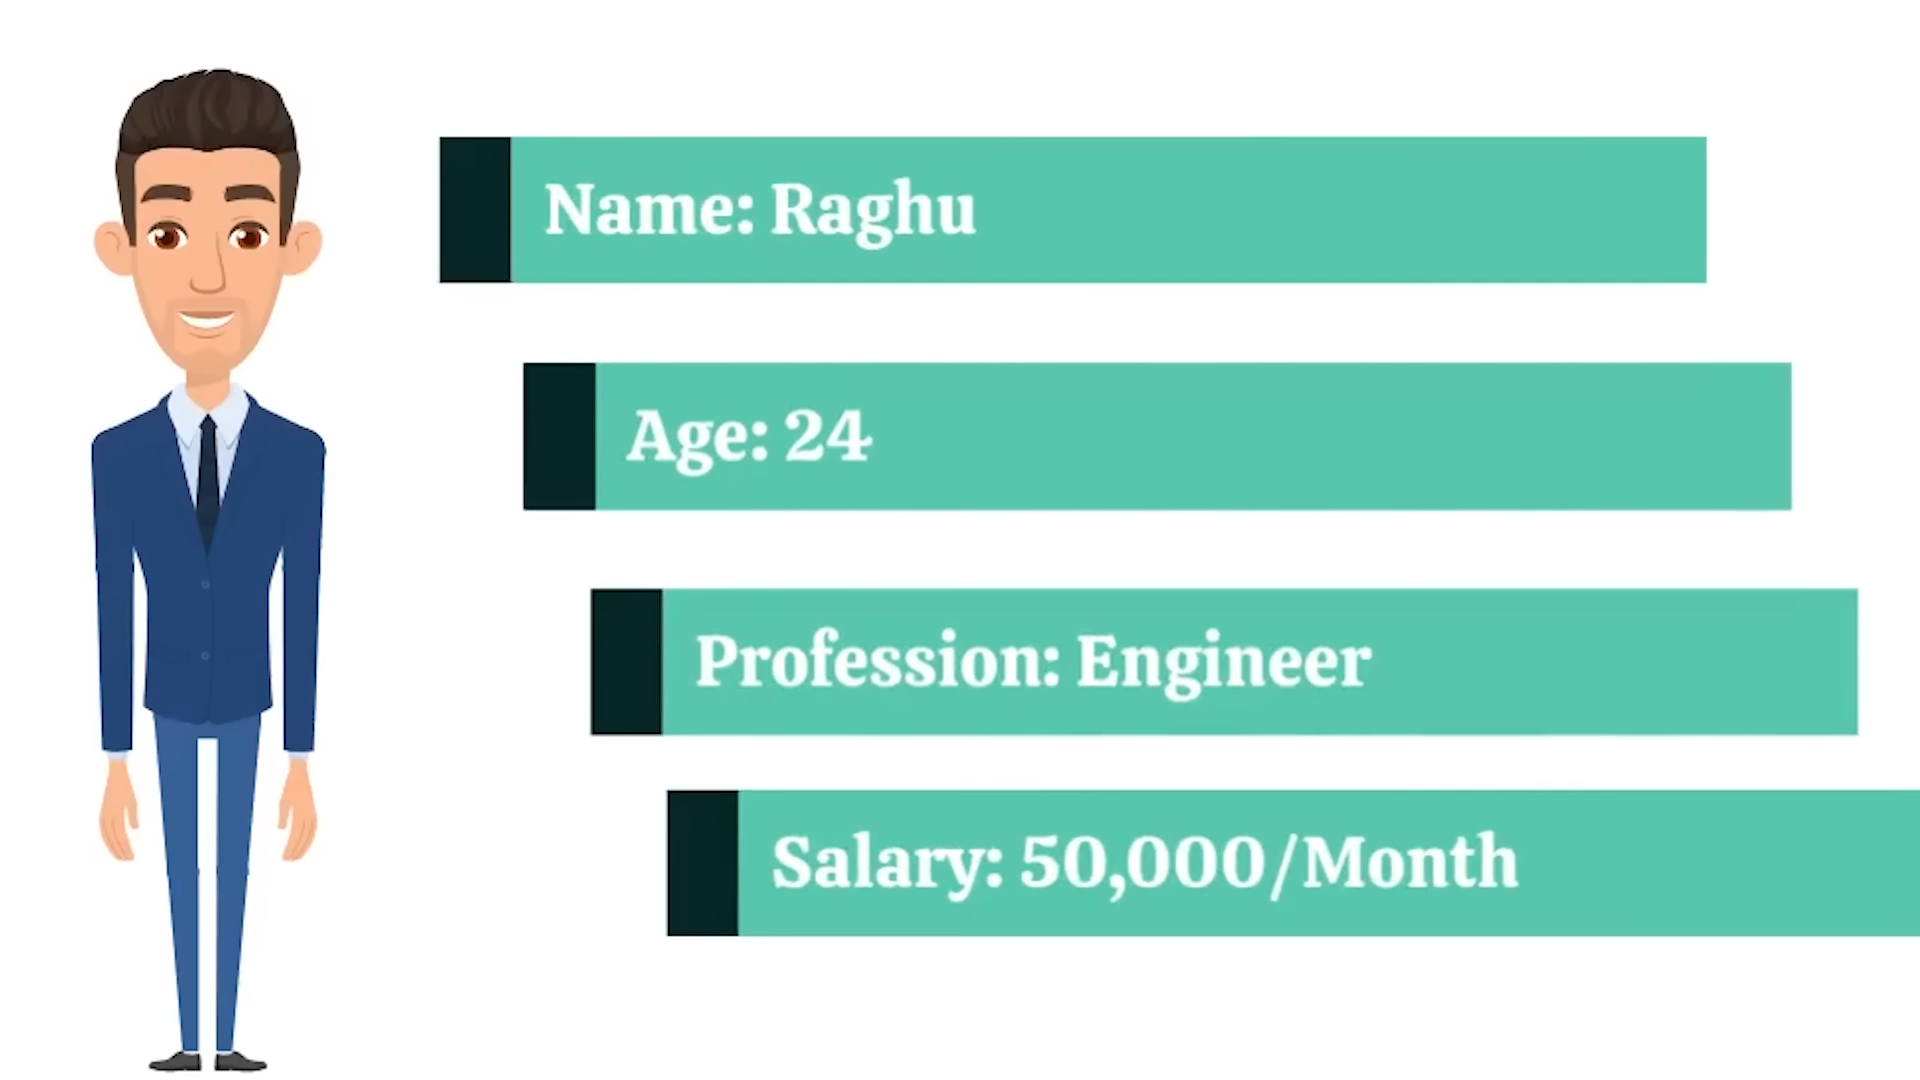 Name: Raghu
Age: 24
Profession: Engineer
Salary: 50,000/Month